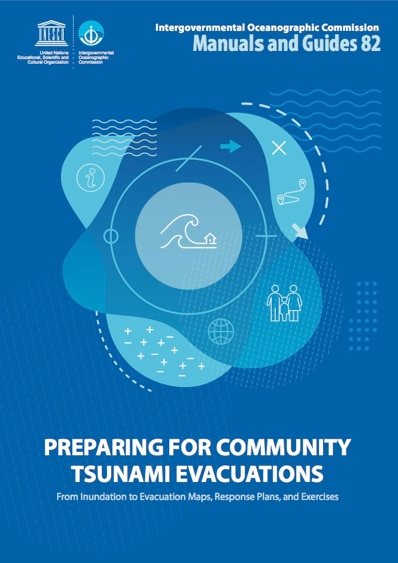 Intergovernmental Oceanographic Commission
Manuals and Guides 82
United Nations
Educational, Scientific and
Cultural Organization
Intergovernmental
Oceanographic
Commission
PREPARING FOR COMMUNITY
TSUNAMI EVACUATIONS
From Inundation to Evacuation Maps, Response Plans, and Exercises